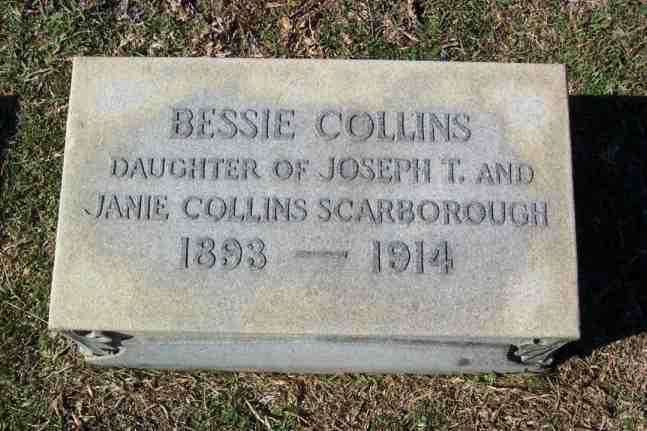 BESSIE COLLINS
DAUGHTER OF JOSEPH T. AND
JANIE COLLINS SCARBOROUGH
1893 — 1914